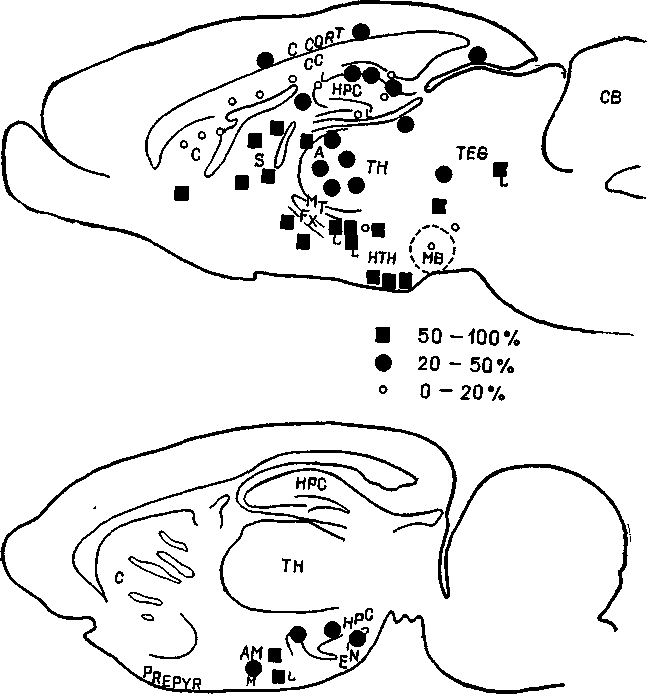 C CORT
CC
L
HPC
L
CB
C
S
A
TH
TEG
L
MT
FX
L
L
HTH
MB
50 – 100%
20 – 50%
0 – 20%
HPC
C
TH
HPC
AM
EN
M
L
PREPYR